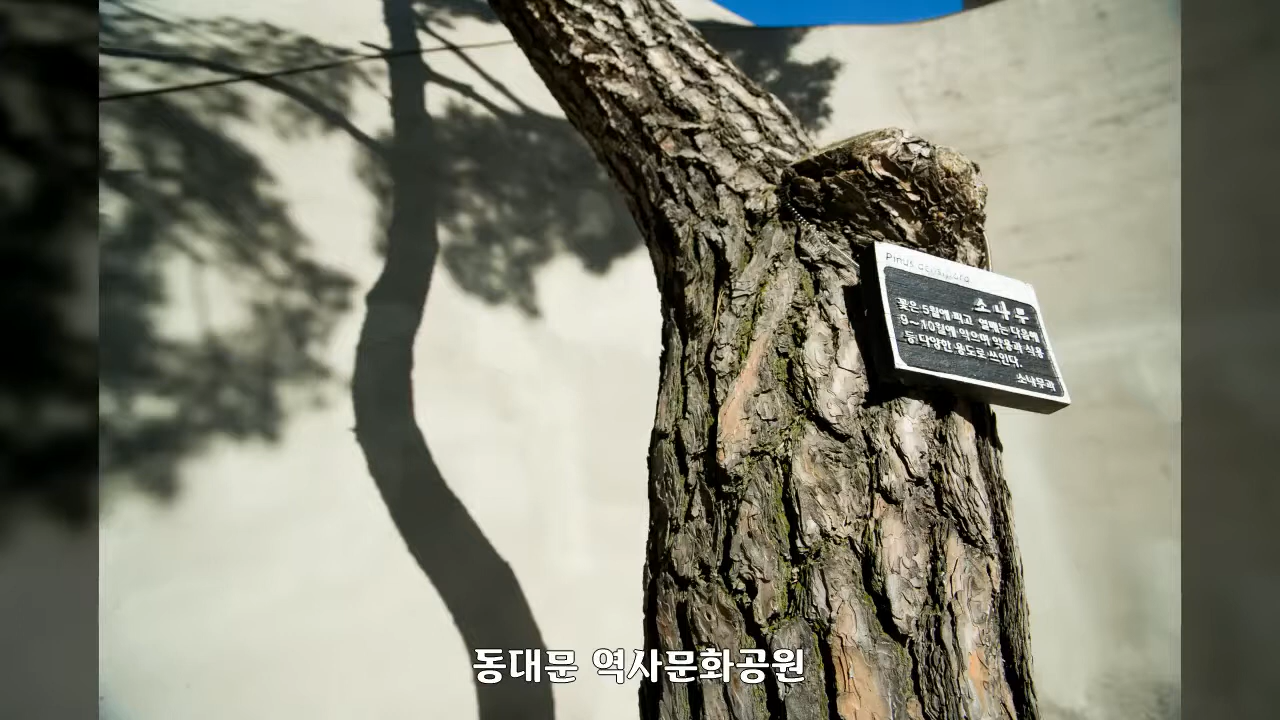 Pinus densiflora
소나무
꽃은 5월에 피고 열매는 다음해
9~10월에 익으며 약용과 식용
등 다양한 용도로 쓰인다.
소나무과
동대문 역사문화공원